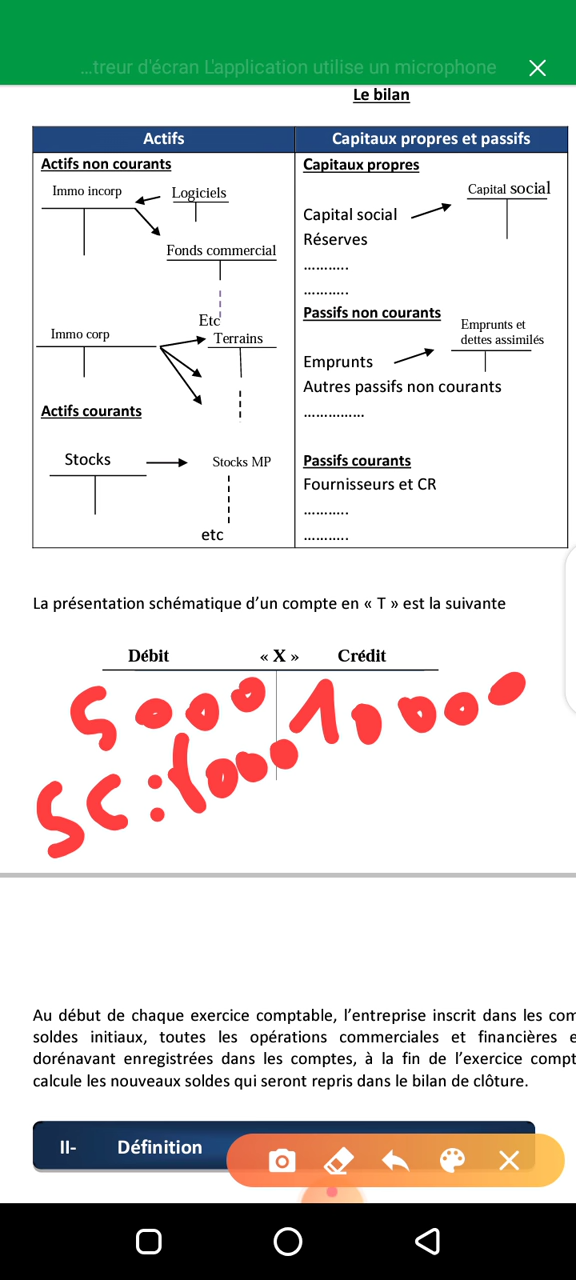 ...treur d'écran L'application utilise un microphone
Le bilan
Actifs
Capitaux propres et passifs
Actifs non courants
Immo incorp
Logiciels
Fonds commercial
Etc
Immo corp
Terrains
Actifs courants
Stocks
Stocks MP
etc
Capitaux propres
Capital social
Capital social
Réserves
...........
...........
Passifs non courants
Emprunts et
dettes assimilés
Emprunts
Autres passifs non courants
...............
Passifs courants
Fournisseurs et CR
...........
...........
La présentation schématique d'un compte en « T » est la suivante
Débit « X » Crédit
5000 10000
SC:
Au début de chaque exercice comptable, l'entreprise inscrit dans les com
soldes initiaux, toutes les opérations commerciales et financières e
dorénavant enregistrées dans les comptes, à la fin de l'exercice compt
calcule les nouveaux soldes qui seront repris dans le bilan de clôture.
II- Définition